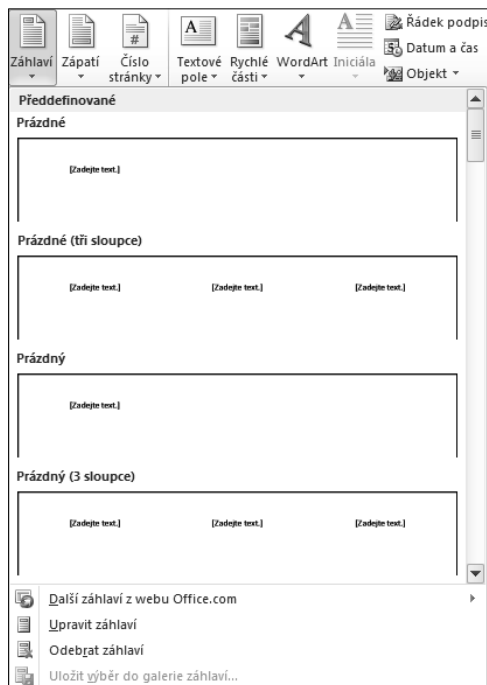 Záhlaví Zápatí Číslo stránky Textové pole Rychlé části WordArt Iniciála
Řádek podpis
Datum a čas
Objekt
Předdefinované
Prázdné
[Zadejte text.]
Prázdné (tři sloupce)
[Zadejte text.] [Zadejte text.] [Zadejte text.]
Prázdný
[Zadejte text.]
Prázdný (3 sloupce)
[Zadejte text.] [Zadejte text.] [Zadejte text.]
Další záhlaví z webu Office.com
Upravit záhlaví
Odebrat záhlaví
Uložit výběr do galerie záhlaví...